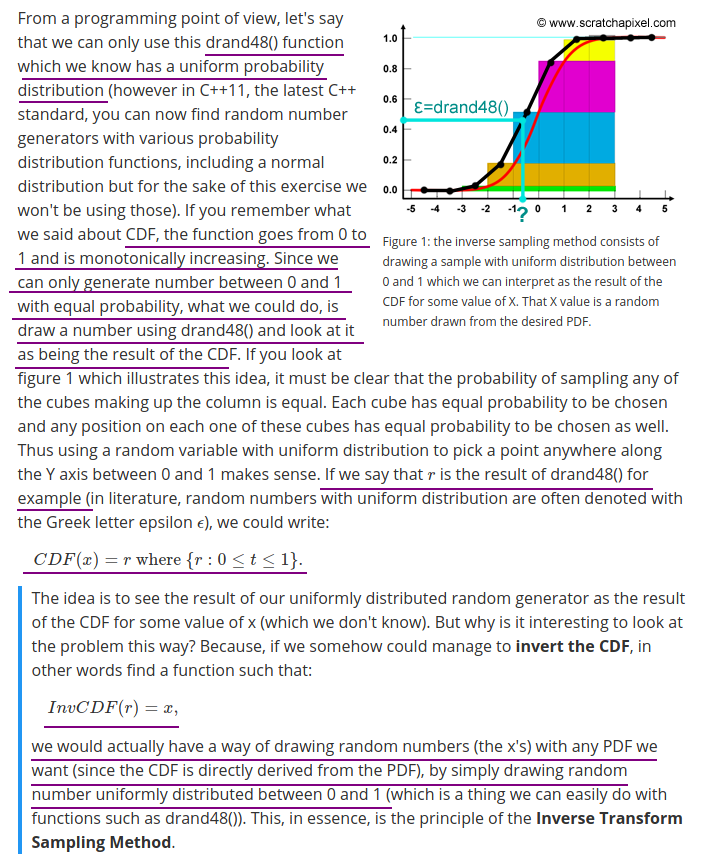 From a programming point of view, let's say
that we can only use this drand48() function
which we know has a uniform probability
distribution (however in C++11, the latest C++
standard, you can now find random number
generators with various probability
distribution functions, including a normal
distribution but for the sake of this exercise we
won't be using those). If you remember what
we said about CDF, the function goes from 0 to
1 and is monotonically increasing. Since we
can only generate number between 0 and 1
with equal probability, what we could do, is
draw a number using drand48() and look at it
as being the result of the CDF. If you look at
© www.scratchapixel.com
1.0
0.8
0.6
0.4
0.2
0.0
Ɛ=drand48()
-5 -4 -3 -2 -1 0 1 2 3 4 5
?
Figure 1: the inverse sampling method consists of
drawing a sample with uniform distribution between
0 and 1 which we can interpret as the result of the
CDF for some value of X. That X value is a random
number drawn from the desired PDF.
figure 1 which illustrates this idea, it must be clear that the probability of sampling any of
the cubes making up the column is equal. Each cube has equal probability to be chosen
and any position on each one of these cubes has equal probability to be chosen as well.
Thus using a random variable with uniform distribution to pick a point anywhere along
the Y axis between 0 and 1 makes sense. If we say that r is the result of drand48() for
example (in literature, random numbers with uniform distribution are often denoted with
the Greek letter epsilon ϵ), we could write:
CDF(x) = r where {r : 0 ≤ t ≤ 1}.
The idea is to see the result of our uniformly distributed random generator as the result
of the CDF for some value of x (which we don't know). But why is it interesting to look at
the problem this way? Because, if we somehow could manage to invert the CDF, in
other words find a function such that:
InvCDF(r) = x,
we would actually have a way of drawing random numbers (the x's) with any PDF we
want (since the CDF is directly derived from the PDF), by simply drawing random
number uniformly distributed between 0 and 1 (which is a thing we can easily do with
functions such as drand48()). This, in essence, is the principle of the Inverse Transform
Sampling Method.